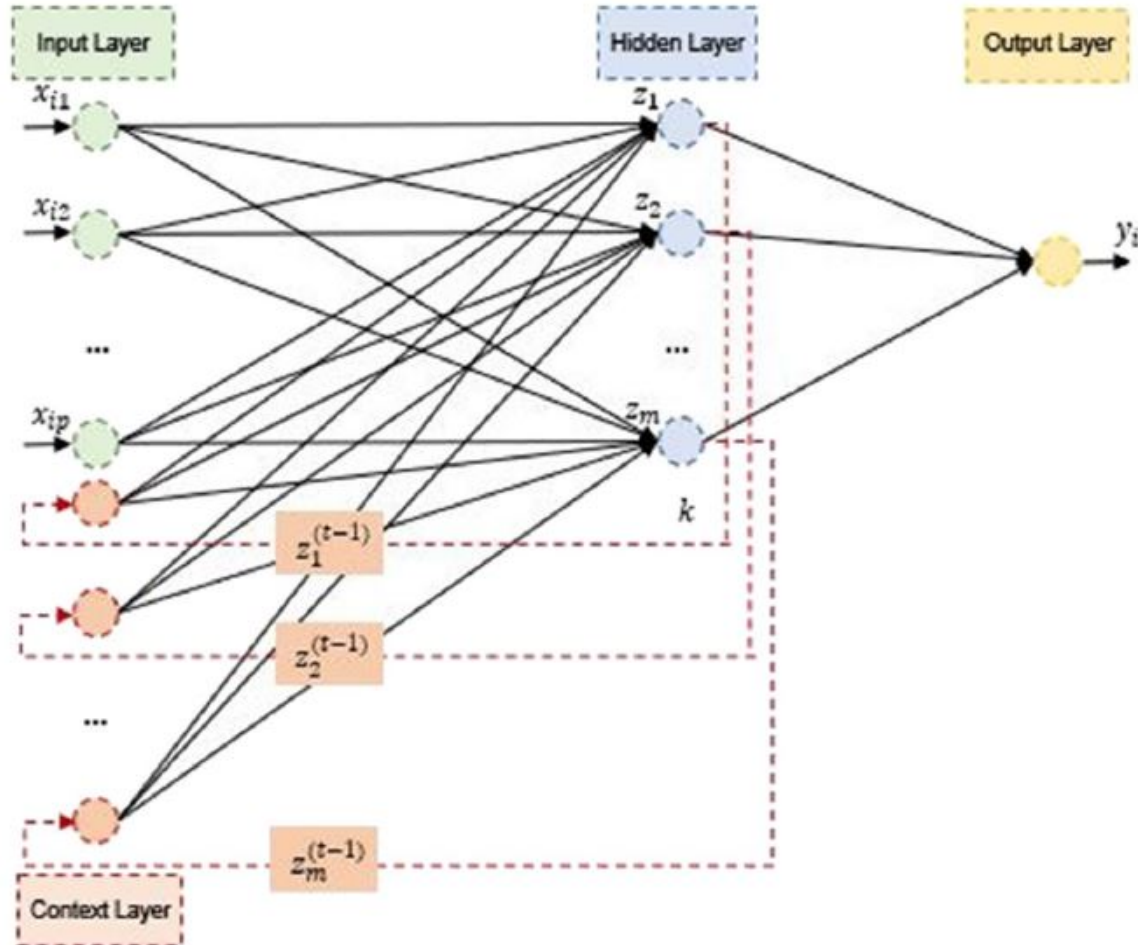 Input Layer
Hidden Layer
Output Layer
x_{i1}
z_1
x_{i2}
z_2
y_i
...
...
x_{ip}
z_m
k
z_1^{(t-1)}
z_2^{(t-1)}
...
z_m^{(t-1)}
Context Layer